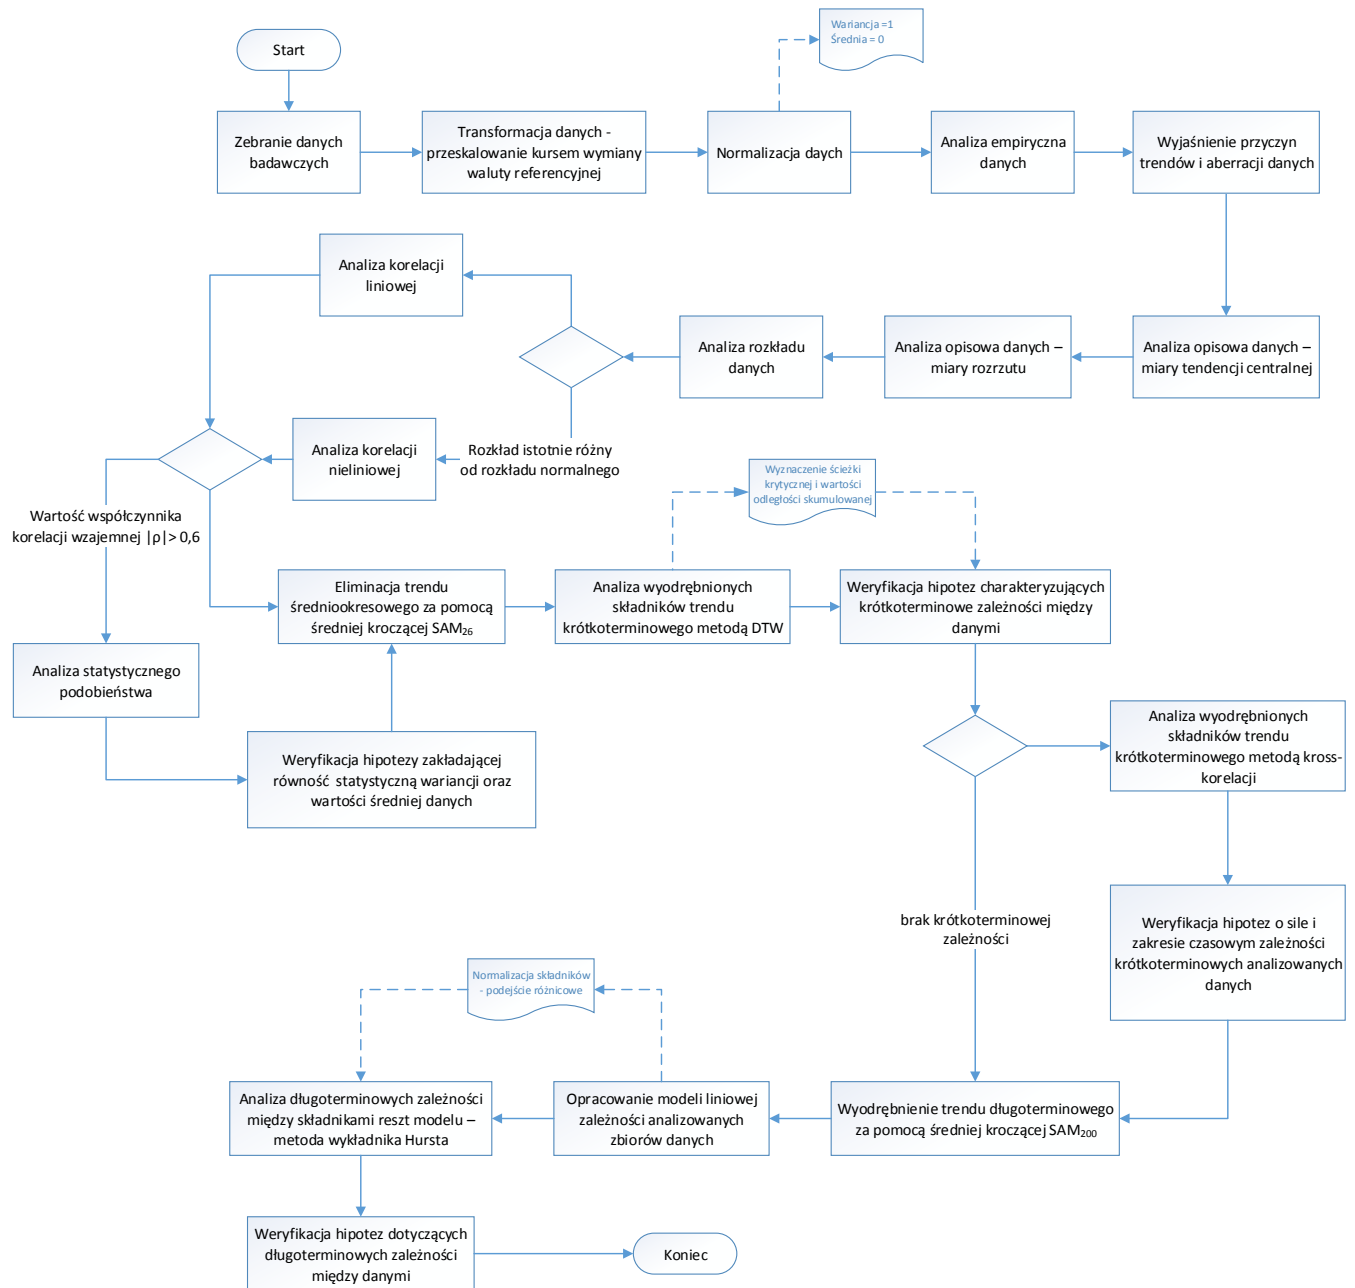 Wariancja =1
Średnia = 0
Start
Zebranie danych
badawczych
Transformacja danych -
przeskalowanie kursem wymiany
waluty referencyjnej
Normalizacja daych
Analiza empiryczna
danych
Wyjaśnienie przyczyn
trendów i aberracji danych
Analiza korelacji
liniowej
Analiza rozkładu
danych
Analiza opisowa danych –
miary rozrzutu
Analiza opisowa danych –
miary tendencji centralnej
Analiza korelacji
nieliniowej
Rozkład istotnie różny
od rozkładu normalnego
Wyznaczenie ścieżki
krytycznej i wartości
odległości skumulowanej
Wartość współczynnika
korelacji wzajemnej |ρ|> 0,6
Eliminacja trendu
średniookresowego za pomocą
średniej kroczącej SAM₂₆
Analiza wyodrębnionych
składników trendu
krótkoterminowego metodą DTW
Weryfikacja hipotez charakteryzujących
krótkoterminowe zależności między
danymi
Analiza statystycznego
podobieństwa
Weryfikacja hipotezy zakładającej
równość statystyczną wariancji oraz
wartości średniej danych
Analiza wyodrębnionych
składników trendu
krótkoterminowego metodą kross-
korelacji
brak krótkoterminowej
zależności
Weryfikacja hipotez o sile i
zakresie czasowym zależności
krótkoterminowych analizowanych
danych
Normalizacja składników
- podejście różnicowe
Analiza długoterminowych zależności
między składnikami reszt modelu –
metoda wykładnika Hursta
Opracowanie modeli liniowej
zależności analizowanych
zbiorów danych
Wyodrębnienie trendu długoterminowego
za pomocą średniej kroczącej SAM₂₀₀
Weryfikacja hipotez dotyczących
długoterminowych zależności
między danymi
Koniec